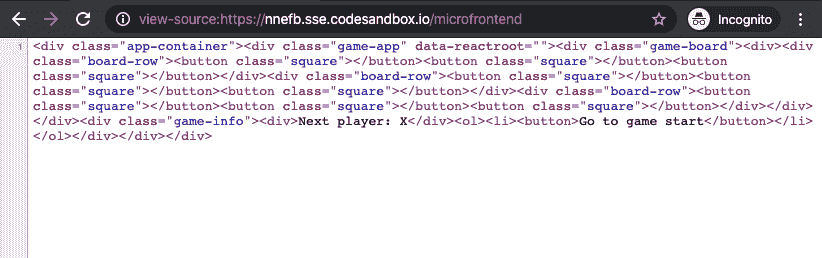 view-source:https://nnefb.sse.codesandbox.io/microfrontend
Incognito
1
<div class="app-container"><div class="game-app" data-reactroot=""><div class="game-board"><div><div
class="board-row"><button class="square"></button><button class="square"></button><button
class="square"></button></div><div class="board-row"><button class="square"></button><button
class="square"></button><button class="square"></button></div><div class="board-row"><button
class="square"></button><button class="square"></button><button class="square"></button></div></div>
</div><div class="game-info"><div>Next player: X</div><ol><li><button>Go to game start</button></li>
</ol></div></div></div>